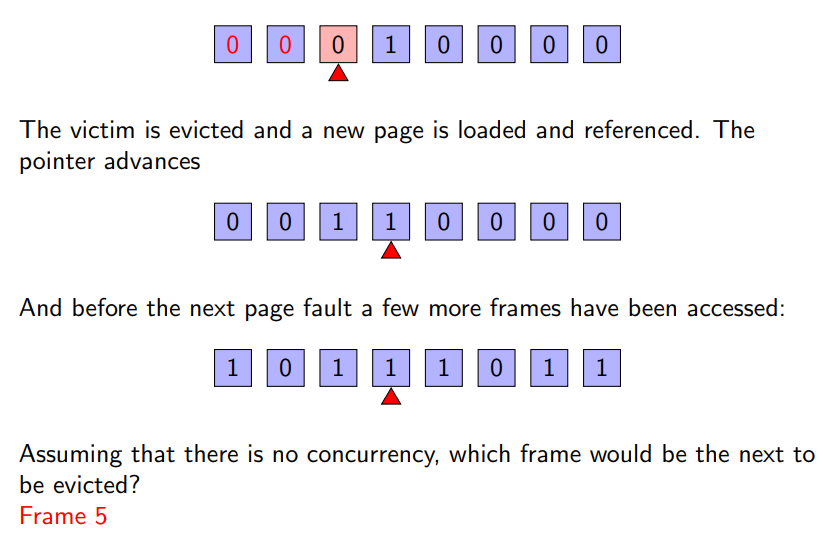 0 0 0 1 0 0 0 0
The victim is evicted and a new page is loaded and referenced. The
pointer advances
0 0 1 1 0 0 0 0
And before the next page fault a few more frames have been accessed:
1 0 1 1 1 0 1 1
Assuming that there is no concurrency, which frame would be the next to
be evicted?
Frame 5